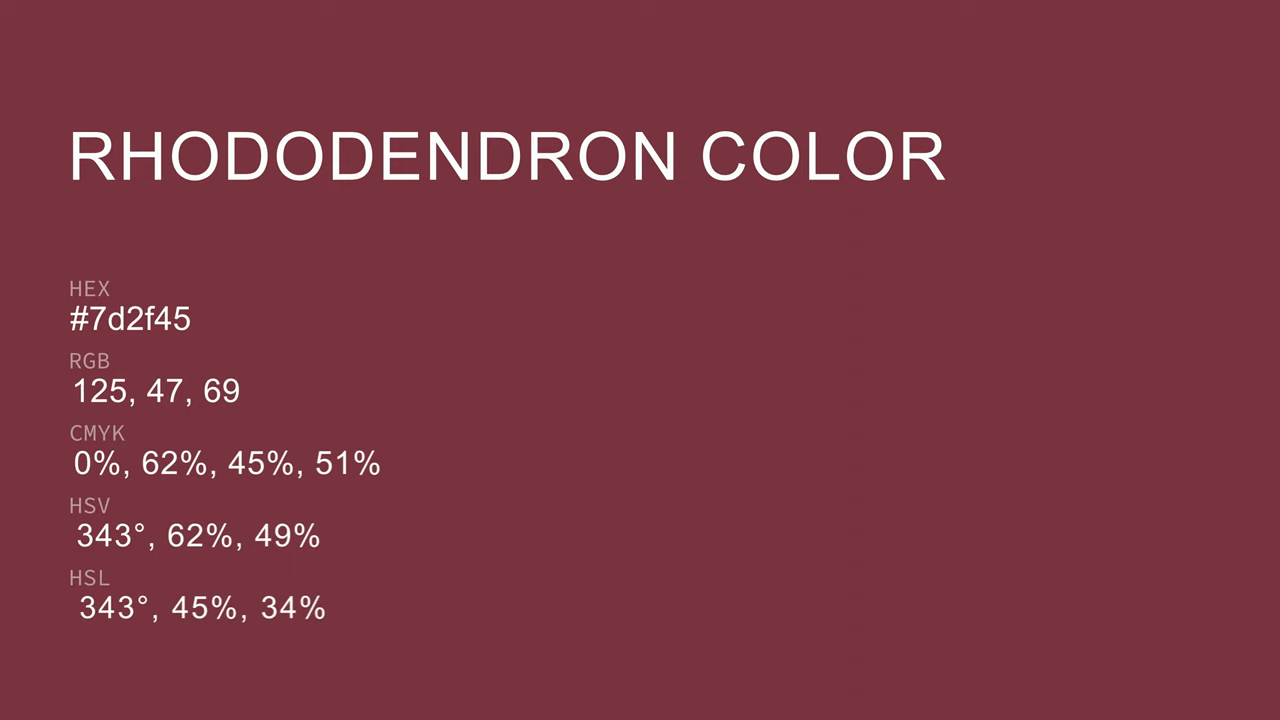 RHODODENDRON COLOR
HEX
#7d2f45
RGB
125, 47, 69
CMYK
0%, 62%, 45%, 51%
HSV
343°, 62%, 49%
HSL
343°, 45%, 34%